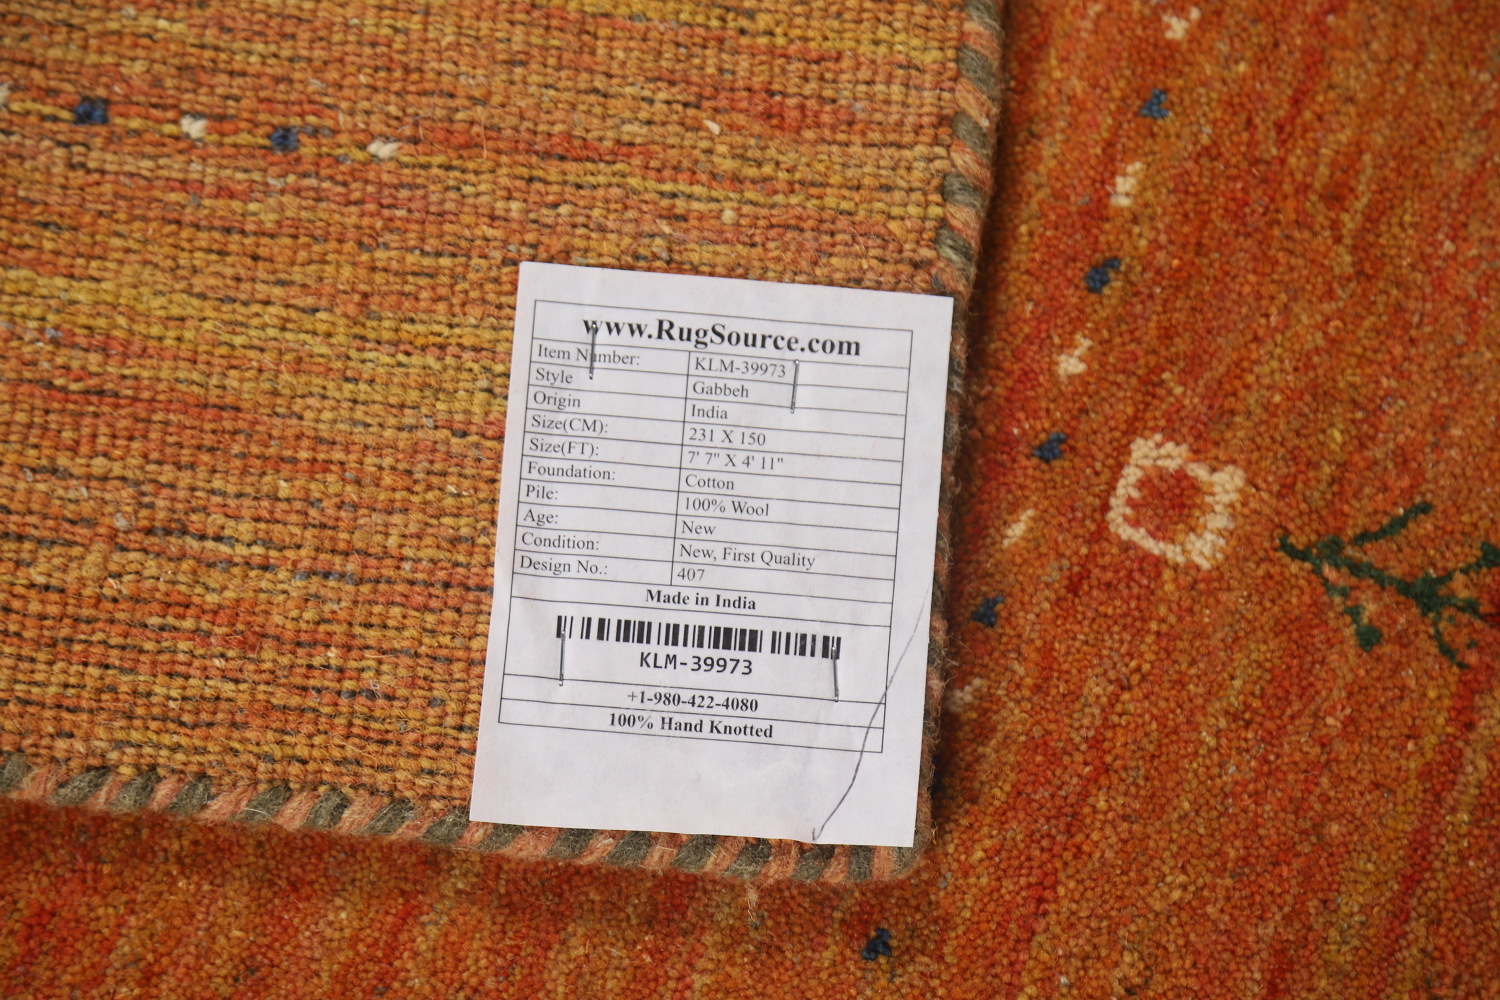 www.RugSource.com
Item Number: KLM-39973
Style Gabbeh
Origin India
Size(CM): 231 X 150
Size(FT): 7' 7" X 4' 11"
Foundation: Cotton
Pile: 100% Wool
Age: New
Condition: New, First Quality
Design No.: 407
Made in India
KLM-39973
+1-980-422-4080
100% Hand Knotted